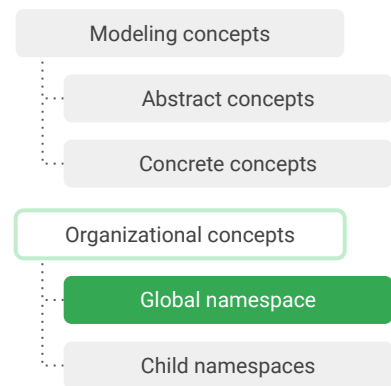 Modeling concepts
Abstract concepts
Concrete concepts
Organizational concepts
Global namespace
Child namespaces